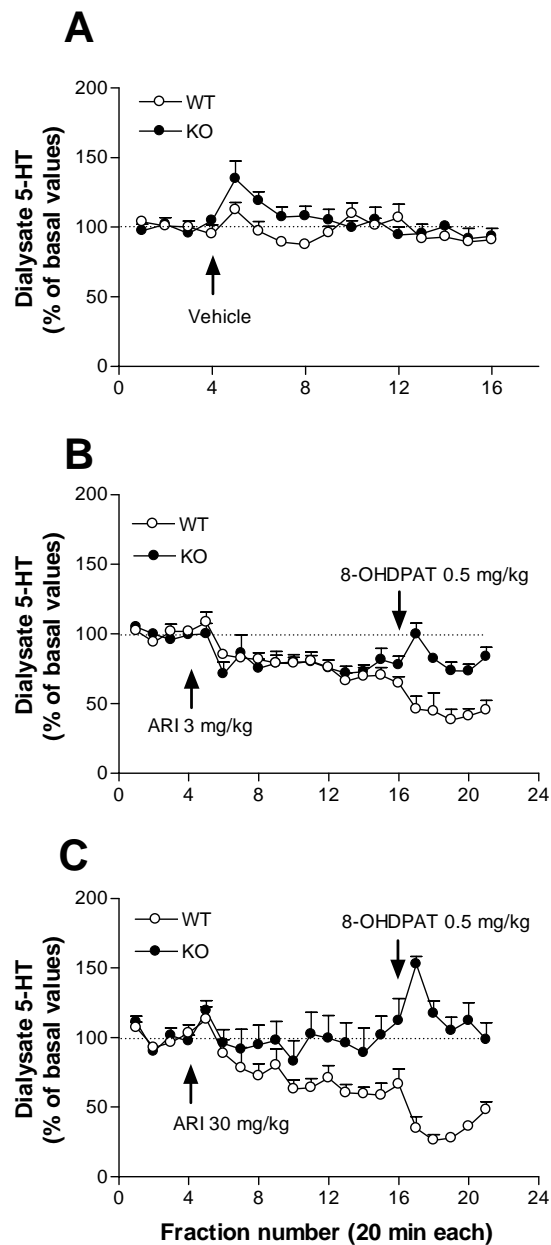 A
200
150
100
50
0
WT
KO
Vehicle
Dialysate 5-HT
(% of basal values)
0 4 8 12 16
B
200
150
100
50
0
WT
KO
8-OHDPAT 0.5 mg/kg
ARI 3 mg/kg
Dialysate 5-HT
(% of basal values)
0 4 8 12 16 20 24
C
200
150
100
50
0
WT
KO
8-OHDPAT 0.5 mg/kg
ARI 30 mg/kg
Dialysate 5-HT
(% of basal values)
0 4 8 12 16 20 24
Fraction number (20 min each)